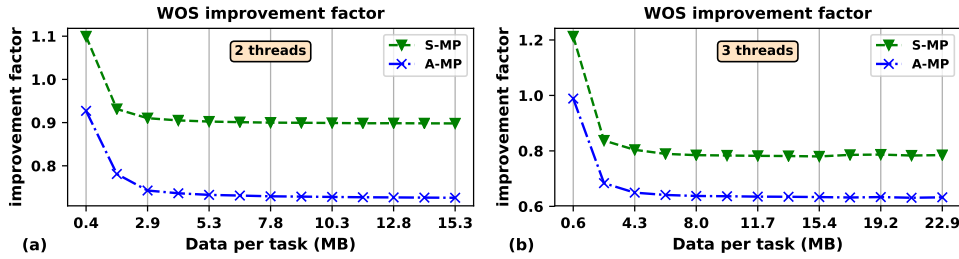 WOS improvement factor
improvement factor
1.1
1.0
0.9
0.8
2 threads
S-MP
A-MP
0.4 2.9 5.3 7.8 10.3 12.8 15.3
Data per task (MB)
(a)
WOS improvement factor
improvement factor
1.2
1.0
0.8
0.6
3 threads
S-MP
A-MP
0.6 4.3 8.0 11.7 15.4 19.2 22.9
Data per task (MB)
(b)